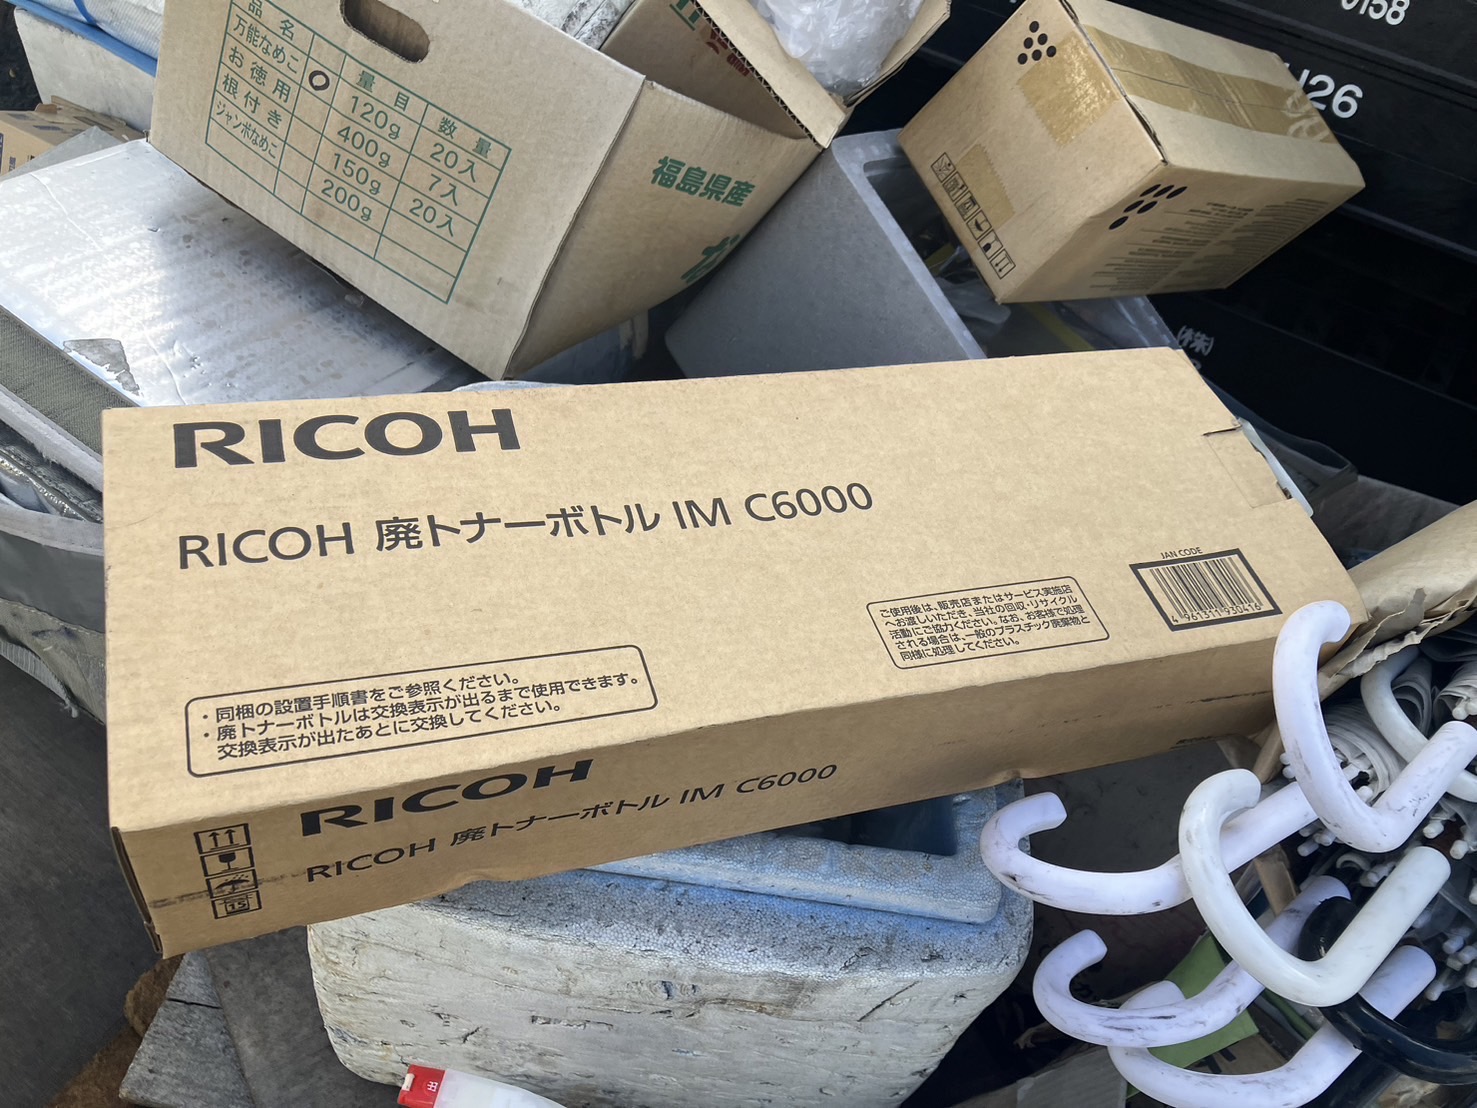 品名 量目 数量
万能なめこ 120g 20入
お徳用 400g 7入
根付き 150g 20入
ジャンボなめこ 200g
福島県産
な
0158
J26
(株)
RICOH
RICOH 廃トナーボトル IM C6000
JAN CODE
4 961311 930416
ご使用後は、販売店またはサービス実施店
へお渡しいただき、当社の回収・リサイクル
活動にご協力ください。なお、お客様で処理
される場合は、一般のプラスチック廃棄物と
同様に処理してください。
・同梱の設置手順書をご参照ください。
・廃トナーボトルは交換表示が出るまで使用できます。
交換表示が出たあとに交換してください。
RICOH
RICOH 廃トナーボトル IM C6000
15